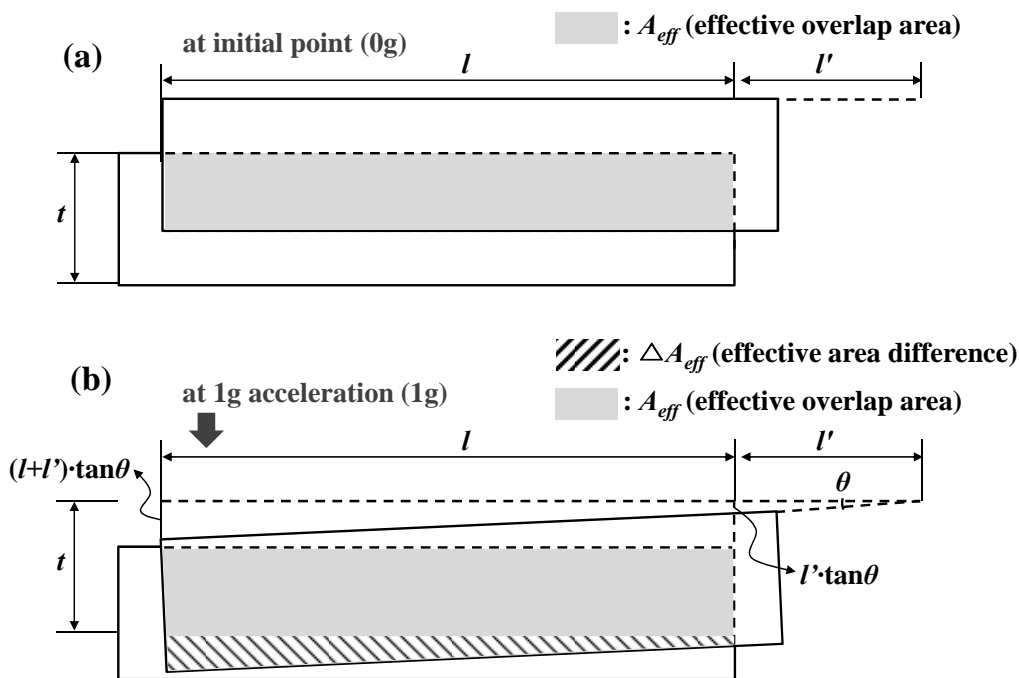 (a)
at initial point (0g)
: A_eff (effective overlap area)
l
l'
t
(b)
△A_eff (effective area difference)
at 1g acceleration (1g)
: A_eff (effective overlap area)
l
l'
(l+l’)·tanθ
θ
t
l’·tanθ